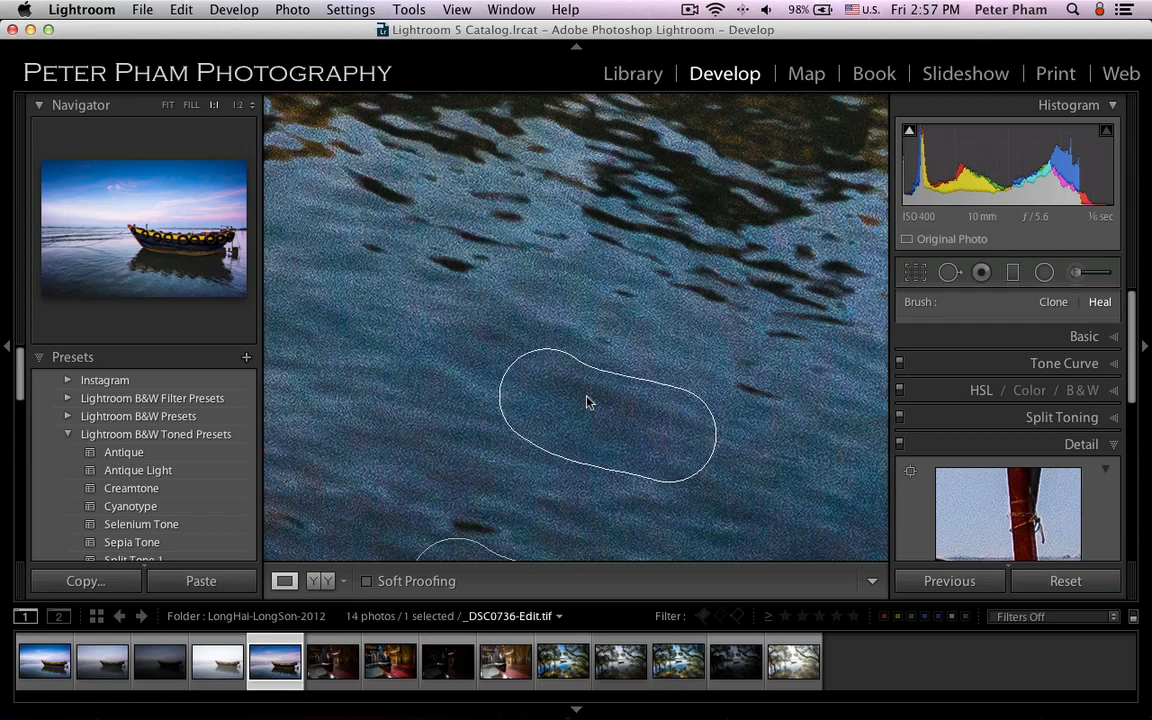 Lightroom File Edit Develop Photo Settings Tools View Window Help 98% U.S. Fri 2:57 PM Peter Pham
Lightroom 5 Catalog.lrcat – Adobe Photoshop Lightroom – Develop
PETER PHAM PHOTOGRAPHY
Library | Develop | Map | Book | Slideshow | Print | Web
Navigator FIT FILL 1:1 1:2
Histogram
ISO 400 10 mm ƒ / 5.6 ⅙ sec
Original Photo
Brush : Clone Heal
Basic
Tone Curve
HSL / Color / B & W
Split Toning
Detail
Presets +
Instagram
Lightroom B&W Filter Presets
Lightroom B&W Presets
Lightroom B&W Toned Presets
Antique
Antique Light
Creamtone
Cyanotype
Selenium Tone
Sepia Tone
Split Tone 1
Copy... Paste
Y Y Soft Proofing
Previous Reset
1 2 Folder : LongHai-LongSon-2012 14 photos / 1 selected / _DSC0736-Edit.tif Filter : ≥ Filters Off